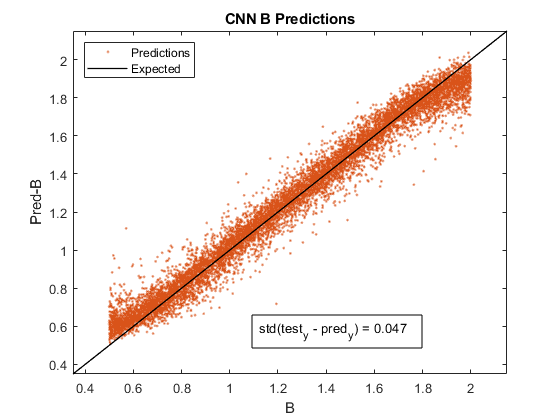 CNN B Predictions
Predictions
Expected
Pred-B
2
1.8
1.6
1.4
1.2
1
0.8
0.6
0.4
std(test_y - pred_y) = 0.047
0.4 0.6 0.8 1 1.2 1.4 1.6 1.8 2
B